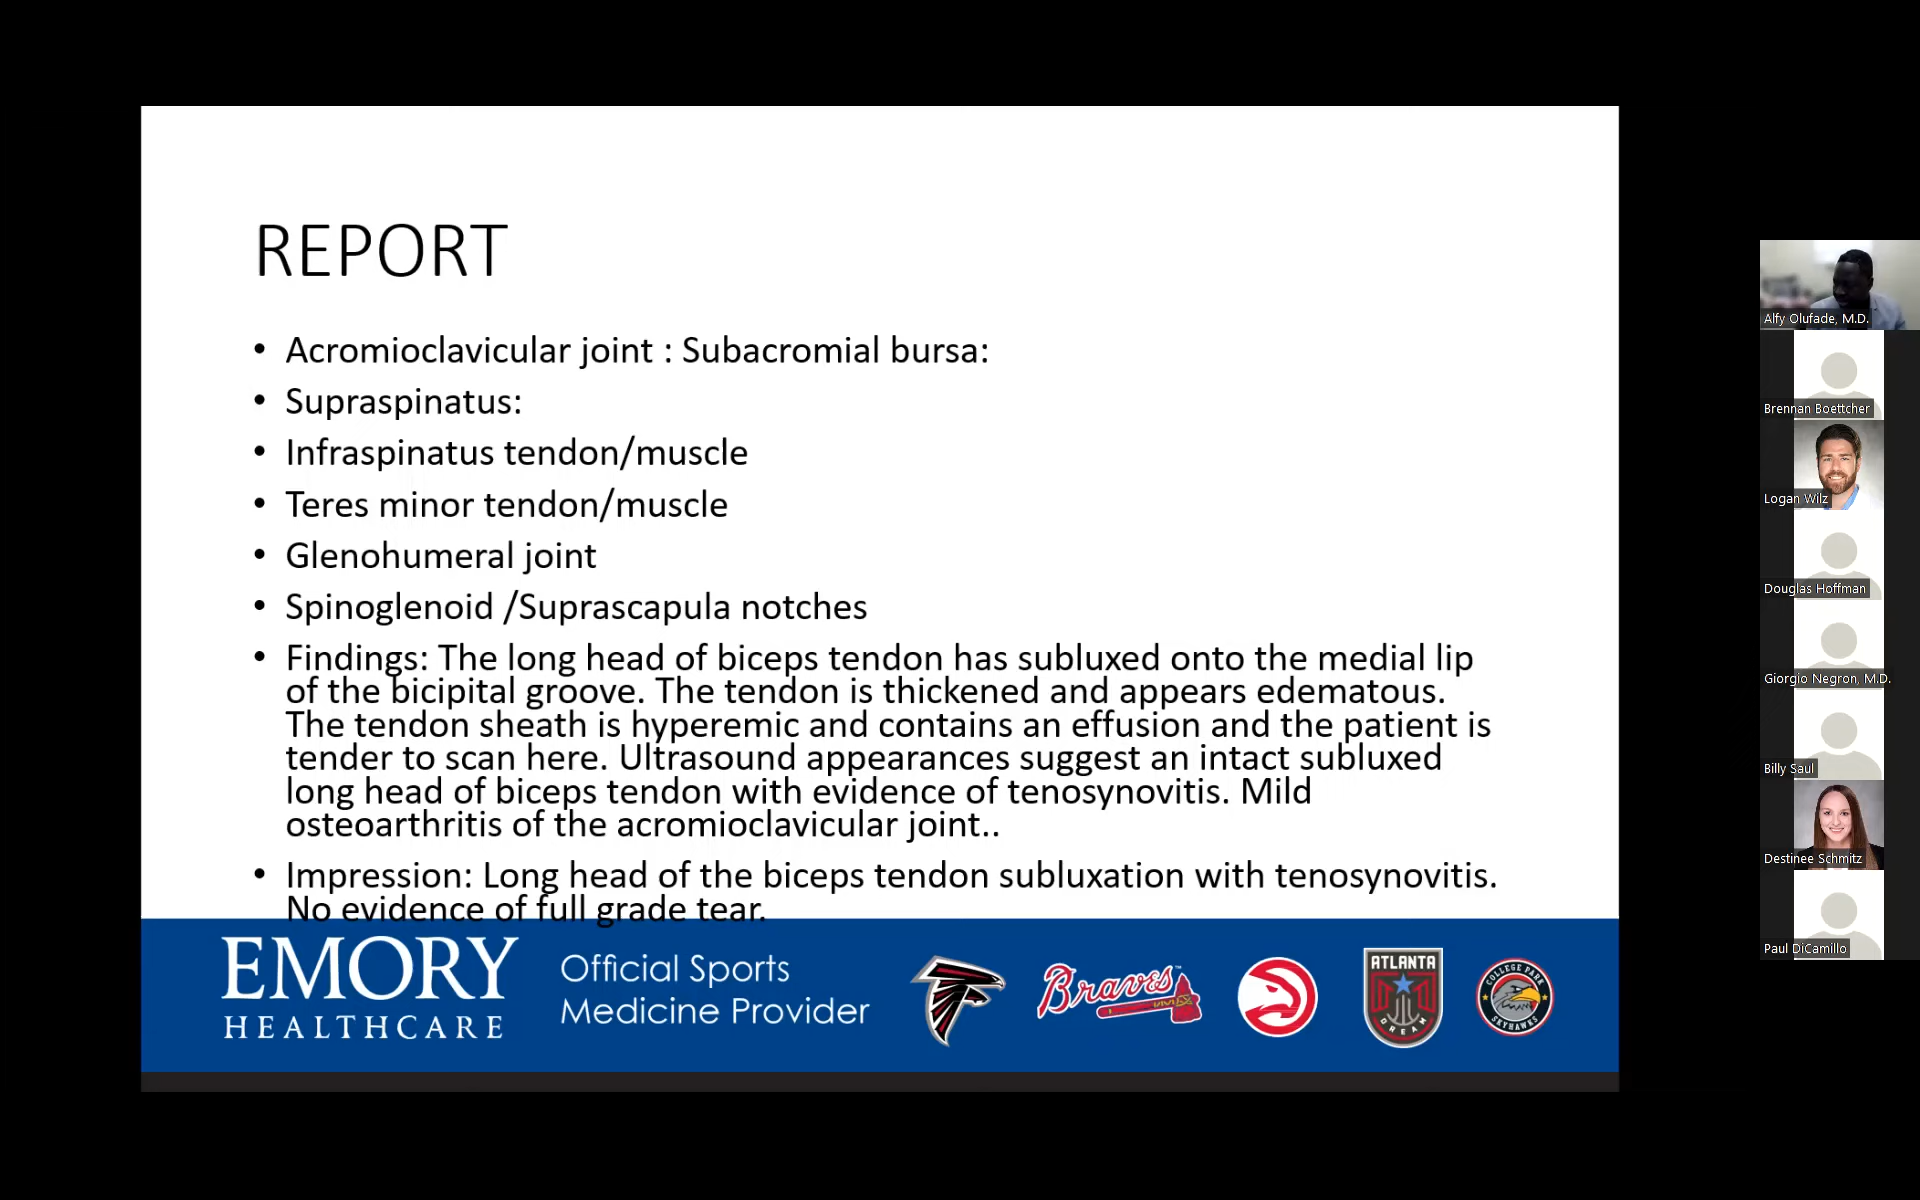 REPORT
• Acromioclavicular joint : Subacromial bursa:
• Supraspinatus:
• Infraspinatus tendon/muscle
• Teres minor tendon/muscle
• Glenohumeral joint
• Spinoglenoid /Suprascapula notches
• Findings: The long head of biceps tendon has subluxed onto the medial lip
of the bicipital groove. The tendon is thickened and appears edematous.
The tendon sheath is hyperemic and contains an effusion and the patient is
tender to scan here. Ultrasound appearances suggest an intact subluxed
long head of biceps tendon with evidence of tenosynovitis. Mild
osteoarthritis of the acromioclavicular joint..
• Impression: Long head of the biceps tendon subluxation with tenosynovitis.
No evidence of full grade tear.
EMORY
HEALTHCARE
Official Sports
Medicine Provider
Braves
ATLANTA
DREAM
COLLEGE PARK
SKYHAWKS
Alfy Olufade, M.D.
Brennan Boettcher
Logan Wilz
Douglas Hoffman
Giorgio Negron, M.D.
Billy Saul
Destinee Schmitz
Paul DiCamillo